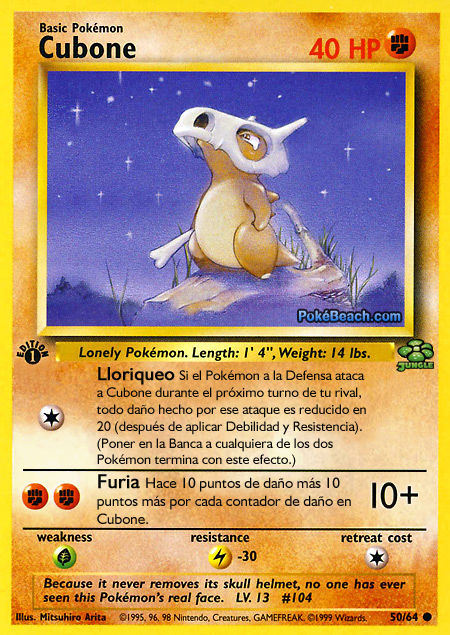 Basic Pokémon
Cubone
40 HP
PokéBeach.com
EDITION
1
Lonely Pokémon. Length: 1' 4", Weight: 14 lbs.
JUNGLE
Lloriqueo Si el Pokémon a la Defensa ataca
a Cubone durante el próximo turno de tu rival,
todo daño hecho por ese ataque es reducido en
20 (después de aplicar Debilidad y Resistencia).
(Poner en la Banca a cualquiera de los dos
Pokémon termina con este efecto.)
Furia Hace 10 puntos de daño más 10
puntos más por cada contador de daño en
Cubone.
10+
weakness
resistance
retreat cost
-30
Because it never removes its skull helmet, no one has ever
seen this Pokémon's real face. LV. 13 #104
Illus. Mitsuhiro Arita ©1995, 96, 98 Nintendo, Creatures, GAMEFREAK. ©1999 Wizards. 50/64